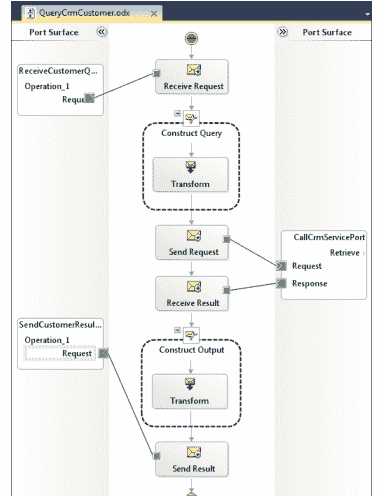 QueryCrmCustomer.odx
Port Surface
Port Surface
ReceiveCustomerQ...
Operation_1
Request
Receive Request
Construct Query
Transform
Send Request
CallCrmServicePort
Retrieve
Request
Response
Receive Result
SendCustomerResul...
Operation_1
Request
Construct Output
Transform
Send Result